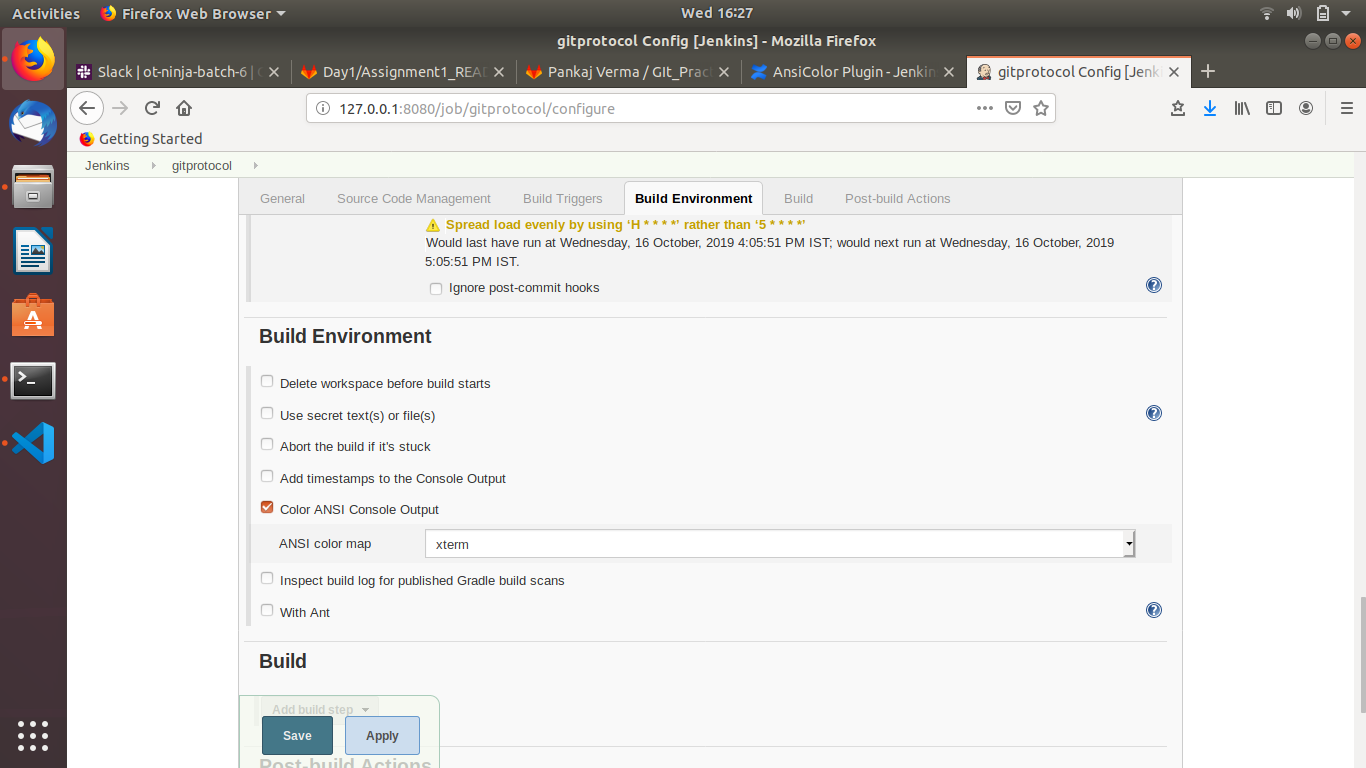 Activities
Firefox Web Browser
Wed 16:27
gitprotocol Config [Jenkins] - Mozilla Firefox
Slack | ot-ninja-batch-6 |
Day1/Assignment1_READ
Pankaj Verma / GIt_Prac
AnsiColor Plugin - Jenkin
gitprotocol Config [Jenk
127.0.0.1:8080/job/gitprotocol/configure
Getting Started
Jenkins
gitprotocol
General
Source Code Management
Build Triggers
Build Environment
Build
Post-build Actions
Spread load evenly by using ‘H * * * *’ rather than ‘5 * * * *’
Would last have run at Wednesday, 16 October, 2019 4:05:51 PM IST; would next run at Wednesday, 16 October, 2019
5:05:51 PM IST.
Ignore post-commit hooks
Build Environment
Delete workspace before build starts
Use secret text(s) or file(s)
Abort the build if it's stuck
Add timestamps to the Console Output
Color ANSI Console Output
ANSI color map
xterm
Inspect build log for published Gradle build scans
With Ant
Build
Add build step
Save
Apply
Post-build Actions